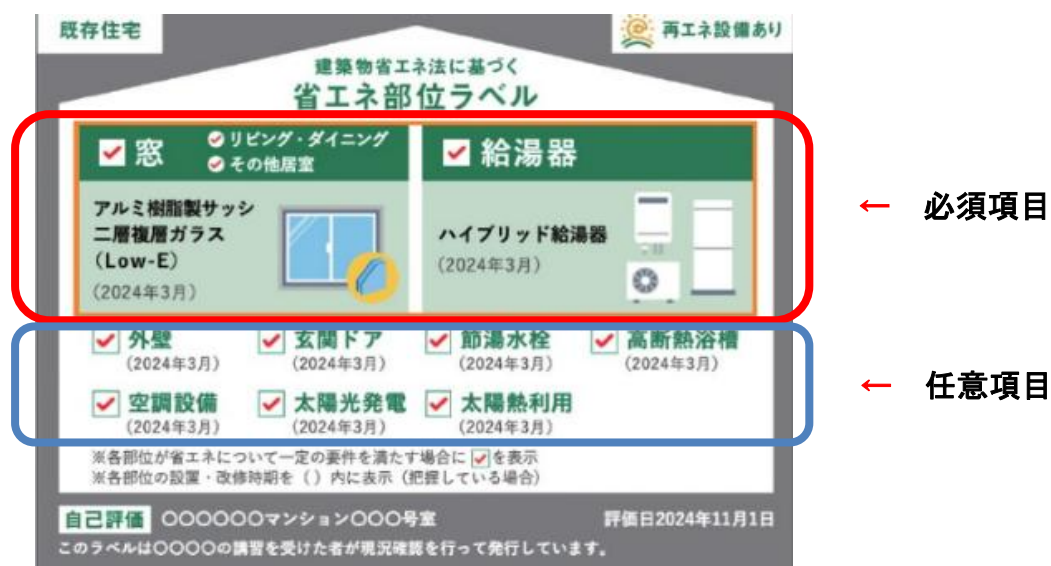 既存住宅
再エネ設備あり
建築物省エネ法に基づく
省エネ部位ラベル
窓
リビング・ダイニング
その他居室
給湯器
アルミ樹脂製サッシ
二層複層ガラス
（Low-E）
（2024年3月）
ハイブリッド給湯器
（2024年3月）
← 必須項目
外壁 玄関ドア 節湯水栓 高断熱浴槽
（2024年3月） （2024年3月） （2024年3月） （2024年3月）
空調設備 太陽光発電 太陽熱利用
（2024年3月） （2024年3月） （2024年3月）
← 任意項目
※各部位が省エネについて一定の要件を満たす場合に✓を表示
※各部位の設置・改修時期を（）内に表示（把握している場合）
自己評価 〇〇〇〇〇〇マンション〇〇〇号室 評価日2024年11月1日
このラベルは〇〇〇〇の講習を受けた者が現況確認を行って発行しています。